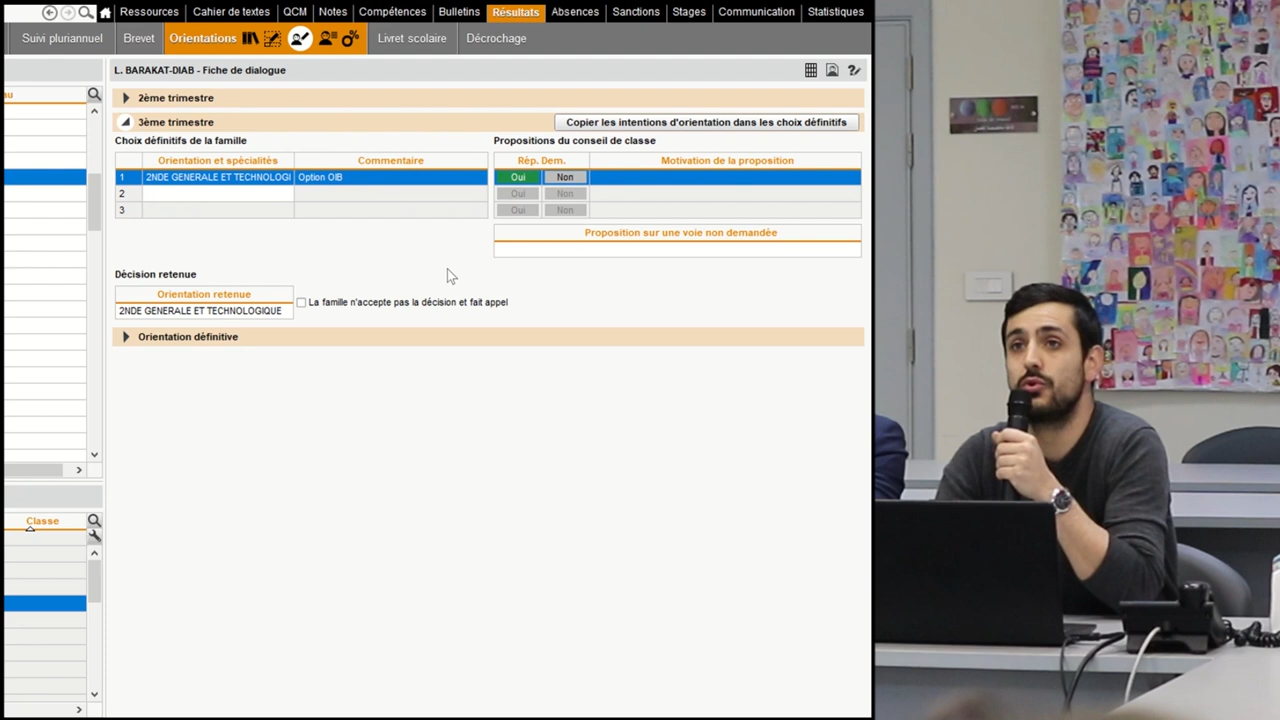 Ressources Cahier de textes QCM Notes Compétences Bulletins Résultats Absences Sanctions Stages Communication Statistiques
Suivi pluriannuel Brevet Orientations Livret scolaire Décrochage
L. BARAKAT-DIAB - Fiche de dialogue
2ème trimestre
3ème trimestre Copier les intentions d'orientation dans les choix définitifs
Choix définitifs de la famille Propositions du conseil de classe
Orientation et spécialités Commentaire Rép. Dem. Motivation de la proposition
1 2NDE GENERALE ET TECHNOLOGI Option OIB Oui Non
2 Oui Non
3 Oui Non
Proposition sur une voie non demandée
Décision retenue
Orientation retenue
La famille n'accepte pas la décision et fait appel
2NDE GENERALE ET TECHNOLOGIQUE
Orientation définitive
Classe